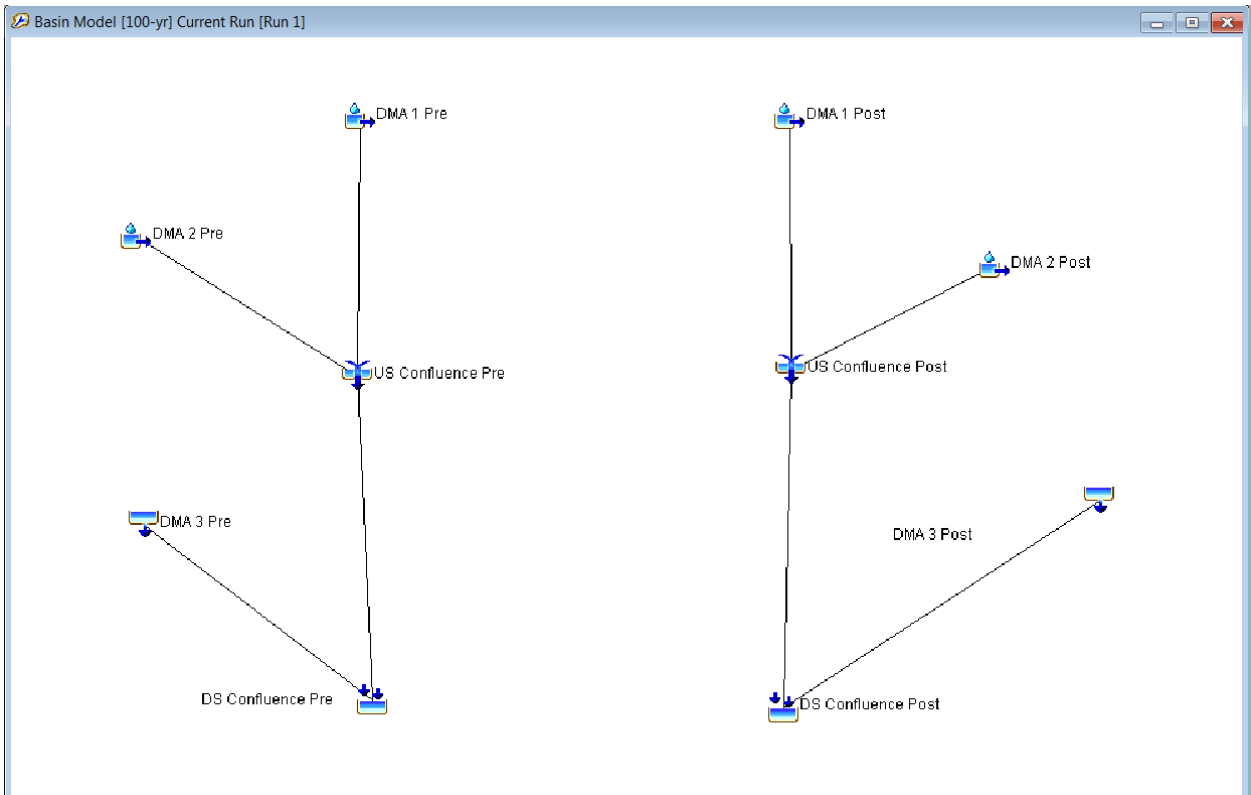 Basin Model [100-yr] Current Run [Run 1]
DMA 1 Pre
DMA 1 Post
DMA 2 Pre
DMA 2 Post
US Confluence Pre
US Confluence Post
DMA 3 Pre
DMA 3 Post
DS Confluence Pre
DS Confluence Post